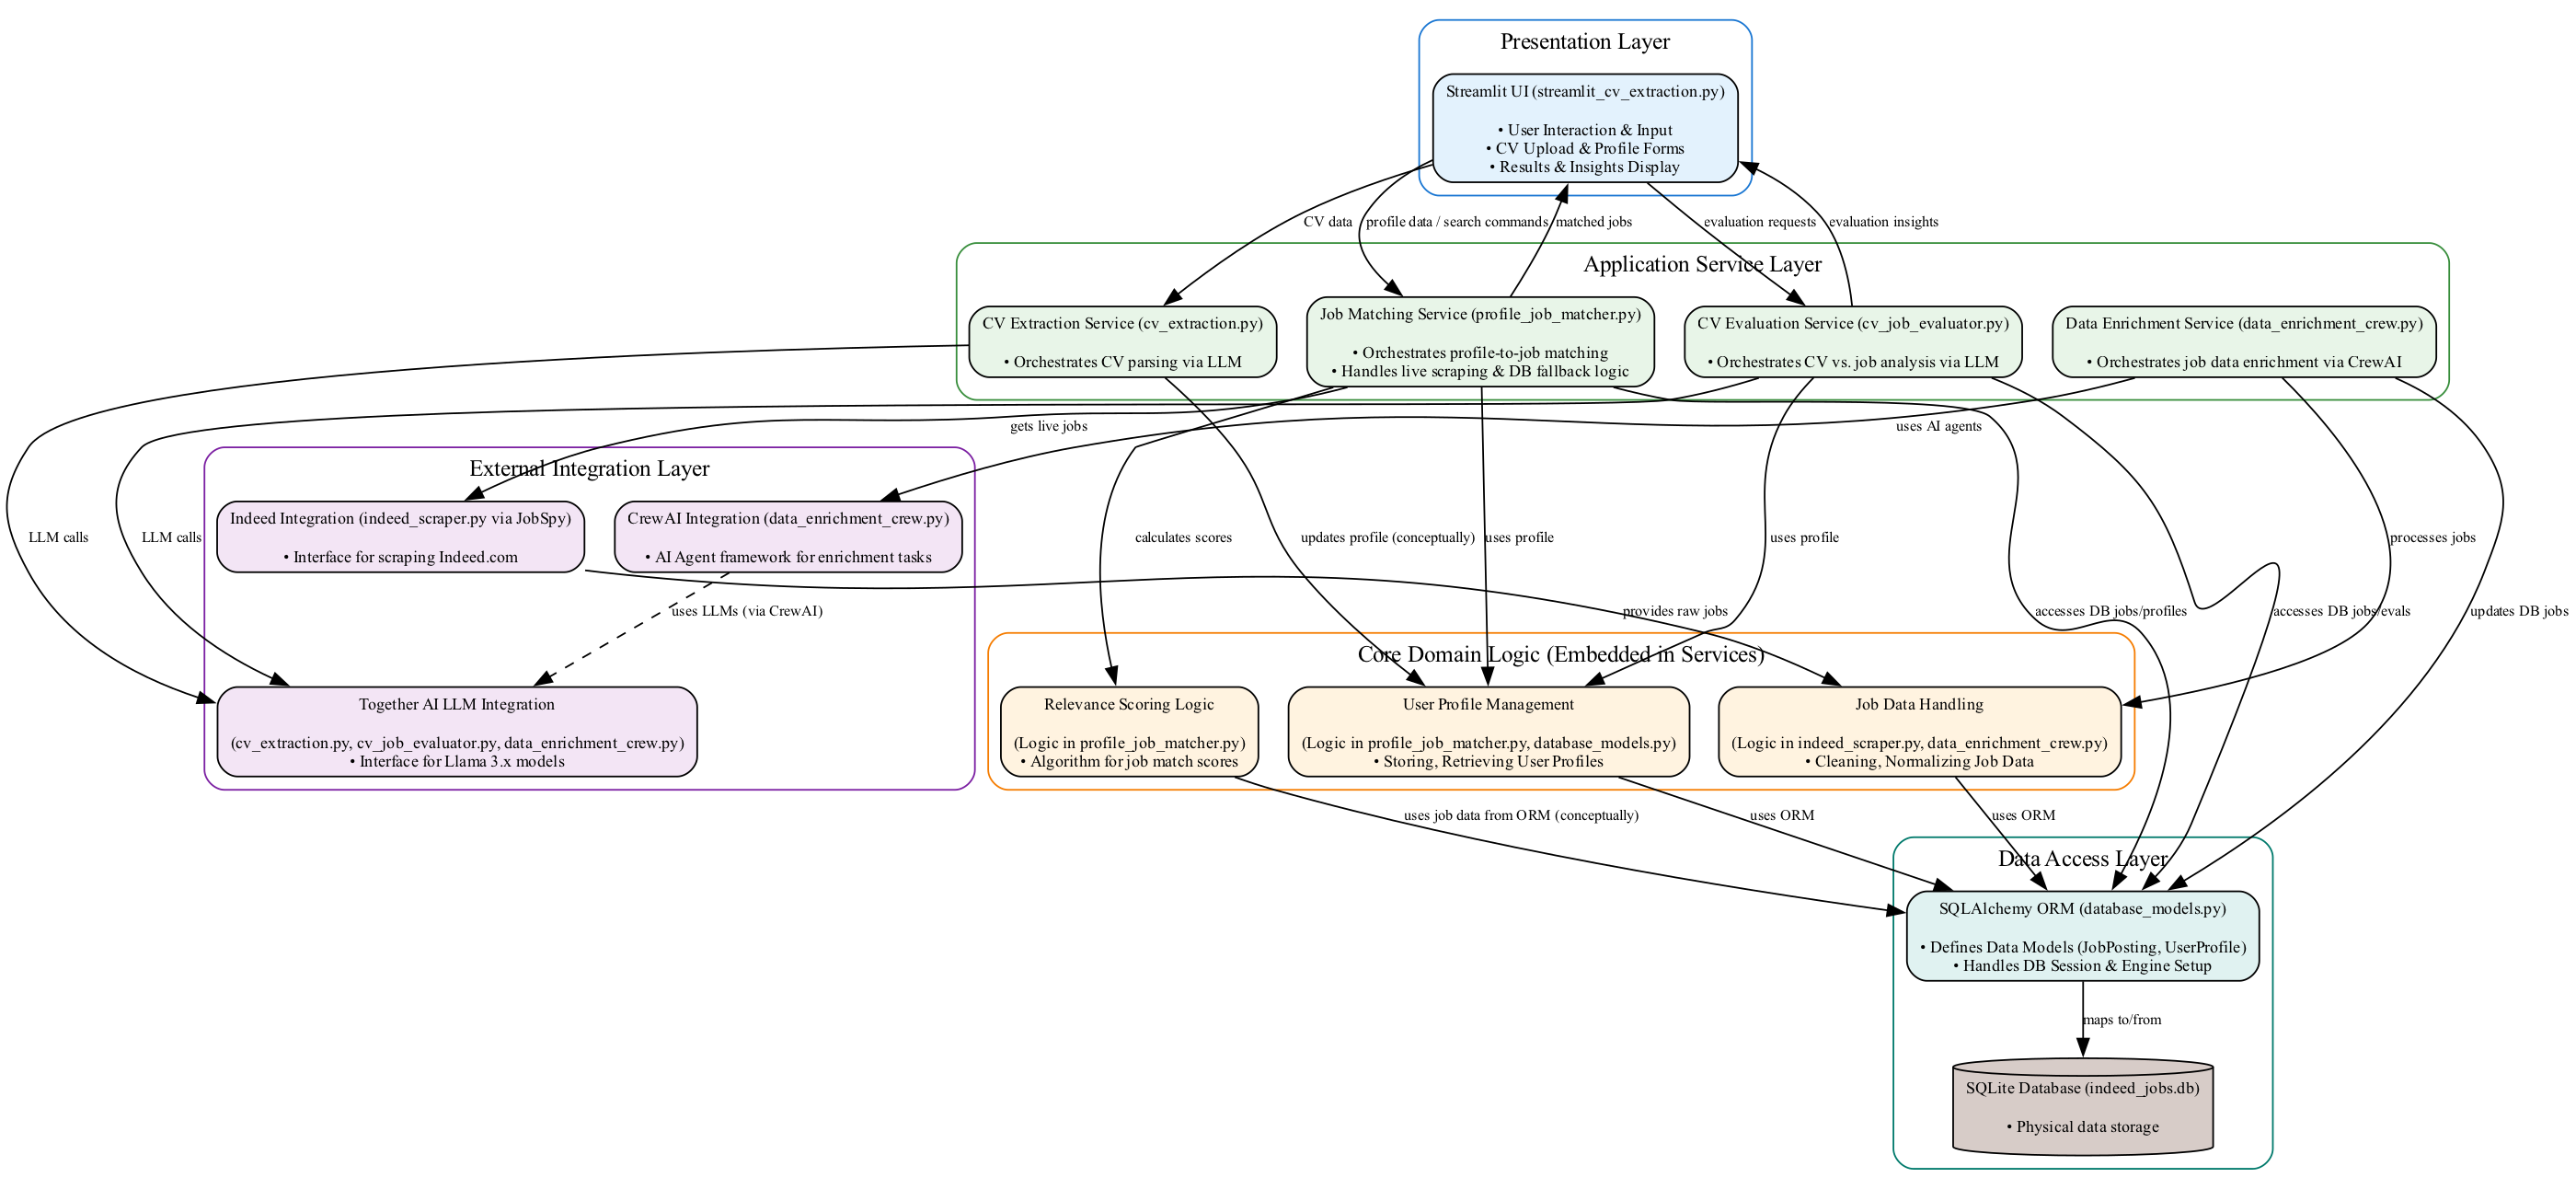 Presentation Layer
Streamlit UI (streamlit_cv_extraction.py)
• User Interaction & Input
• CV Upload & Profile Forms
• Results & Insights Display
CV data
profile data / search commands
matched jobs
evaluation requests
evaluation insights
Application Service Layer
CV Extraction Service (cv_extraction.py)
• Orchestrates CV parsing via LLM
Job Matching Service (profile_job_matcher.py)
• Orchestrates profile-to-job matching
• Handles live scraping & DB fallback logic
CV Evaluation Service (cv_job_evaluator.py)
• Orchestrates CV vs. job analysis via LLM
Data Enrichment Service (data_enrichment_crew.py)
• Orchestrates job data enrichment via CrewAI
gets live jobs
uses AI agents
External Integration Layer
Indeed Integration (indeed_scraper.py via JobSpy)
• Interface for scraping Indeed.com
CrewAI Integration (data_enrichment_crew.py)
• AI Agent framework for enrichment tasks
LLM calls
LLM calls
calculates scores
updates profile (conceptually)
uses profile
uses profile
processes jobs
uses LLMs (via CrewAI)
provides raw jobs
accesses DB jobs/profiles
accesses DB jobs/evals
updates DB jobs
Together AI LLM Integration
(cv_extraction.py, cv_job_evaluator.py, data_enrichment_crew.py)
• Interface for Llama 3.x models
Core Domain Logic (Embedded in Services)
Relevance Scoring Logic
(Logic in profile_job_matcher.py)
• Algorithm for job match scores
User Profile Management
(Logic in profile_job_matcher.py, database_models.py)
• Storing, Retrieving User Profiles
Job Data Handling
(Logic in indeed_scraper.py, data_enrichment_crew.py)
• Cleaning, Normalizing Job Data
uses job data from ORM (conceptually)
uses ORM
uses ORM
Data Access Layer
SQLAlchemy ORM (database_models.py)
• Defines Data Models (JobPosting, UserProfile)
• Handles DB Session & Engine Setup
maps to/from
SQLite Database (indeed_jobs.db)
• Physical data storage